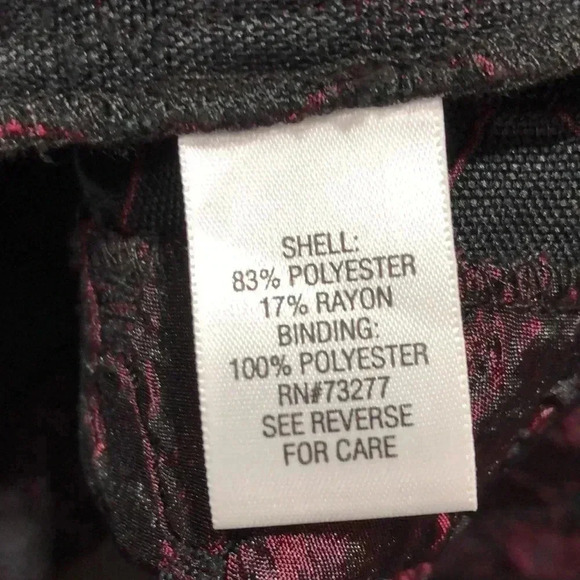 SHELL:
83% POLYESTER
17% RAYON
BINDING:
100% POLYESTER
RN#73277
SEE REVERSE
FOR CARE